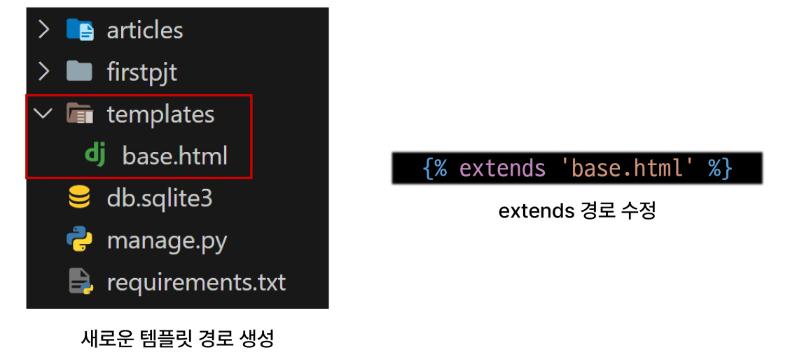 articles
firstpjt
templates
base.html
db.sqlite3
manage.py
requirements.txt
새로운 템플릿 경로 생성
{% extends 'base.html' %}
extends 경로 수정